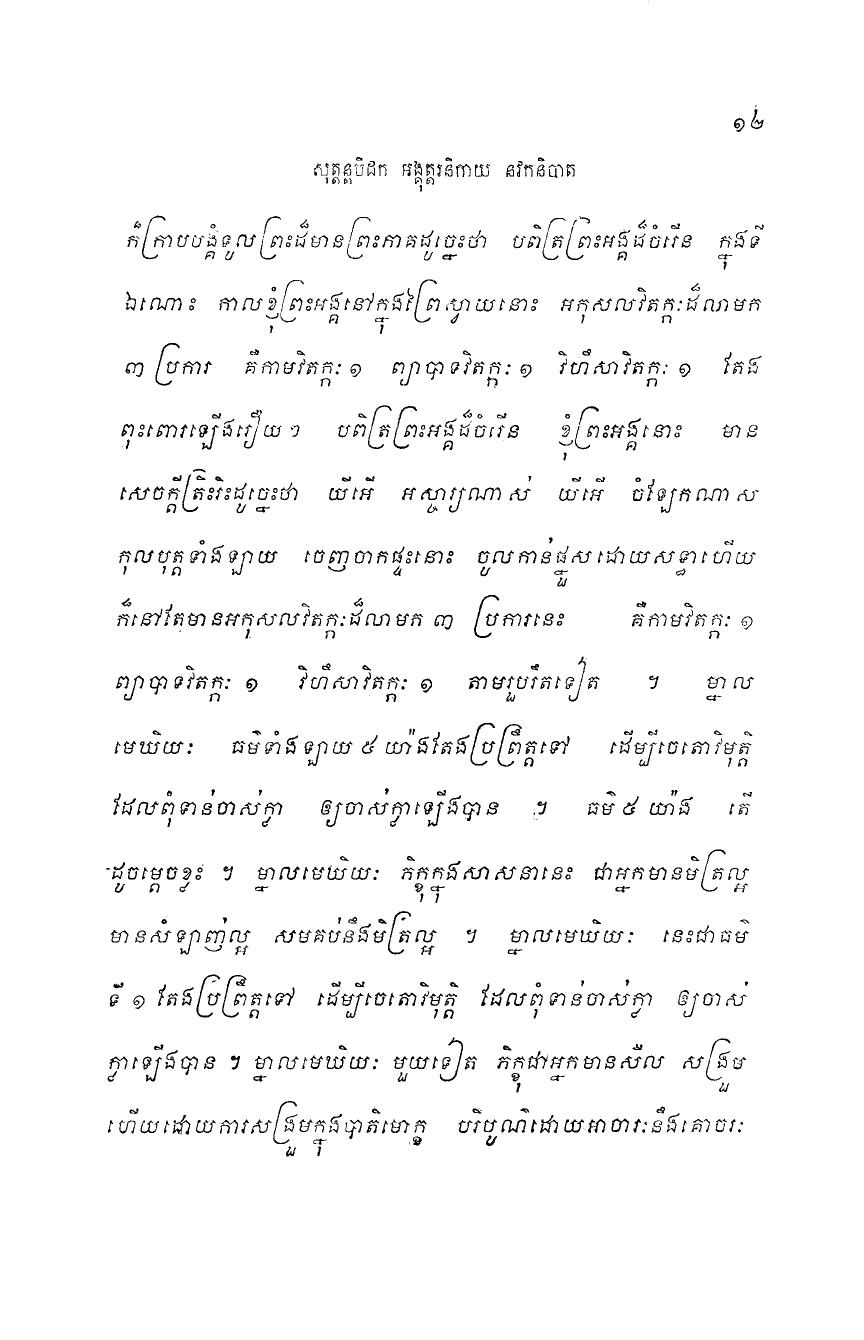 ១៤
សុត្តន្តបិដក អង្គុត្តរនិកាយ នវកនិបាត
ក៏ក្រាបបង្គំទូលព្រះដ៏មានព្រះភាគដូច្នេះថា បពិត្រព្រះអង្គដ៏ចំរើន ក្នុងទី
ឯណោះ កាលខ្ញុំព្រះអង្គនៅក្នុងព្រៃស្វាយនោះ អកុសលវិតក្កៈដ៏លាមក
៣ ប្រការ គឺកាមវិតក្កៈ ១ ព្យាបាទវិតក្កៈ ១ វិហឹសាវិតក្កៈ ១ តែង
ពុះពោរឡើងរឿយៗ បពិត្រព្រះអង្គដ៏ចំរើន ខ្ញុំព្រះអង្គនោះ មាន
សេចក្តីត្រិះរិះដូច្នេះថា យីអើ អស្ចារ្យណាស់ យីអើ ចំឡែកណាស
កុលបុត្តទាំងឡាយ ចេញចាកផ្ទះនោះ ចូលកាន់ផ្នួសដោយសទ្ធាហើយ
ក៏នៅតែមានអកុសលវិតក្កៈដ៏លាមក ៣ ប្រការនេះ គឺកាមវិតក្កៈ ១
ព្យាបាទវិតក្កៈ ១ វិហឹសាវិតក្កៈ ១ តាមរួបរឹតទៀត ។ ម្នាល
មេឃិយៈ ធម៌ទាំងឡាយ ៥ យ៉ាងតែងប្រព្រឹត្តទៅ ដើម្បីចេតោវិមុត្តិ
ដែលពុំទាន់ចាស់ក្លា ឲ្យចាស់ក្លាឡើងបាន ។ ធម៌ ៥ យ៉ាង តើ
ដូចម្តេចខ្លះ ។ ម្នាលមេឃិយៈ ភិក្ខុក្នុងសាសនានេះ ជាអ្នកមានមិត្រល្អ
មានសំឡាញ់ល្អ សមគប់នឹងមិត្រល្អ ។ ម្នាលមេឃិយៈ នេះជាធម៌
ទី ១ តែងប្រព្រឹត្តទៅ ដើម្បីចេតោវិមុត្តិ ដែលពុំទាន់ចាស់ក្លា ឲ្យចាស់
ក្លាឡើងបាន ។ ម្នាលមេឃិយៈ មួយទៀត ភិក្ខុជាអ្នកមានសីល សង្រួម
ហើយដោយការសង្រួមក្នុងបាតិមោក្ខ បរិបូណ៌ដោយអាចារៈនឹងគោចរៈ